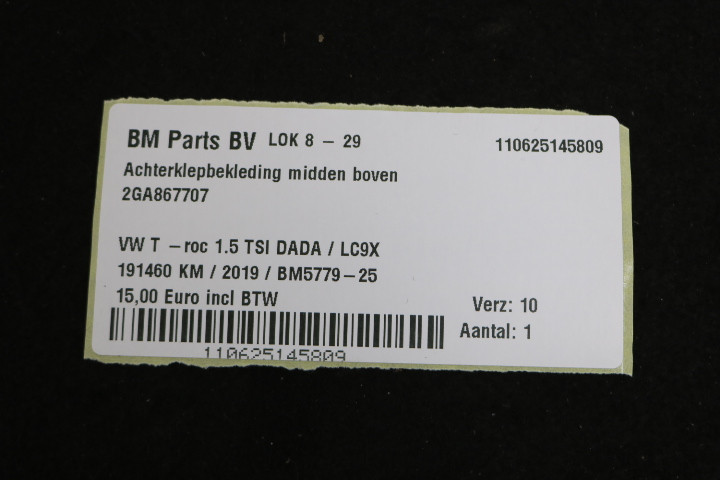 BM Parts BV LOK 8 - 29 110625145809
Achterklepbekleding midden boven
2GA867707
VW T -roc 1.5 TSI DADA / LC9X
191460 KM / 2019 / BM5779-25
15,00 Euro incl BTW Verz: 10
Aantal: 1
110625145809